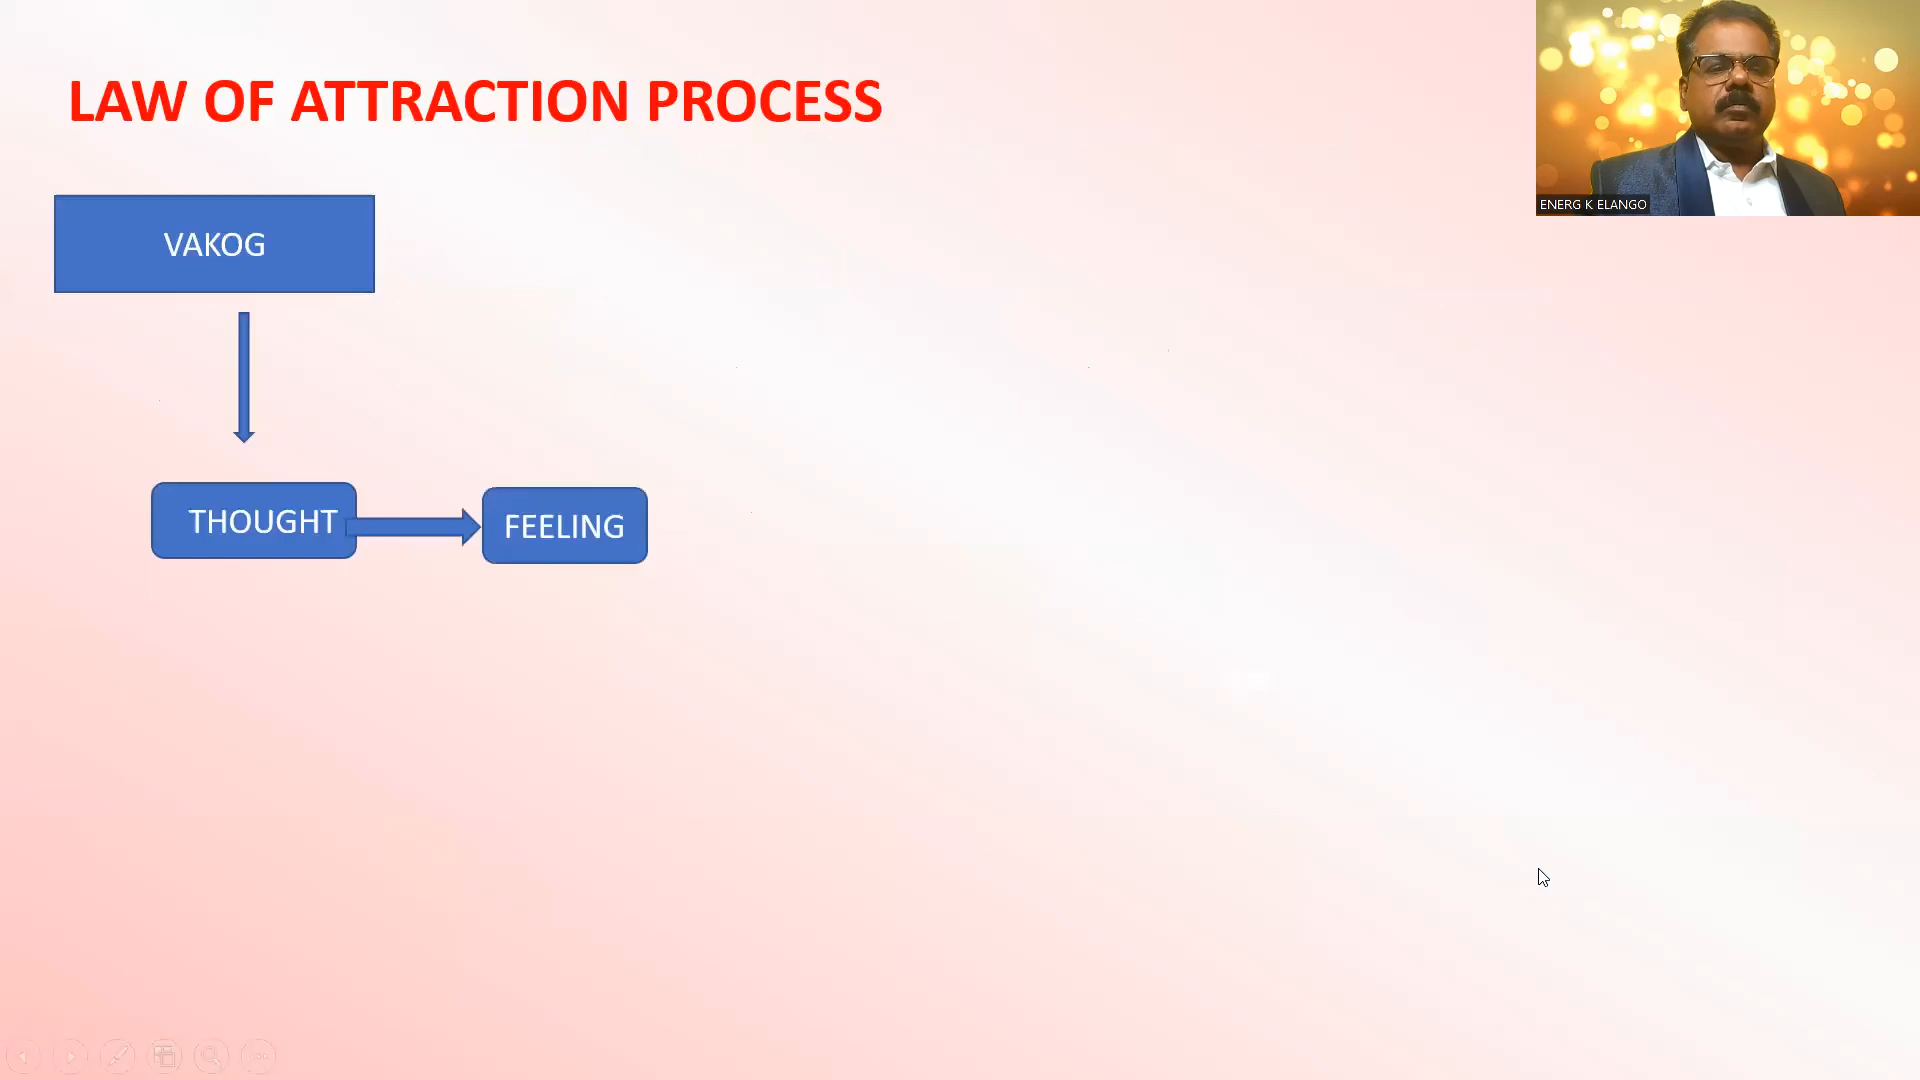 LAW OF ATTRACTION PROCESS
ENERG K ELANGO
VAKOG
THOUGHT
FEELING